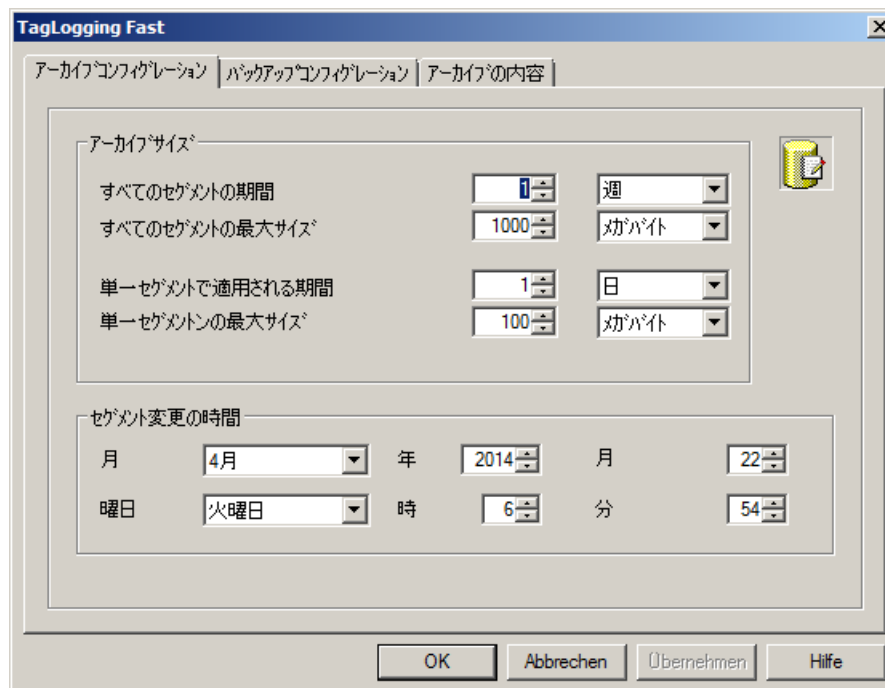 TagLogging Fast
アーカイブコンフィグレーション バックアップコンフィグレーション アーカイブの内容
アーカイブサイズ
すべてのセグメントの期間 1 週
すべてのセグメントの最大サイズ 1000 メガバイト
単一セグメントで適用される期間 1 日
単一セグメントンの最大サイズ 100 メガバイト
セグメント変更の時間
月 4月 年 2014 月 22
曜日 火曜日 時 6 分 54
OK Abbrechen Übernehmen Hilfe